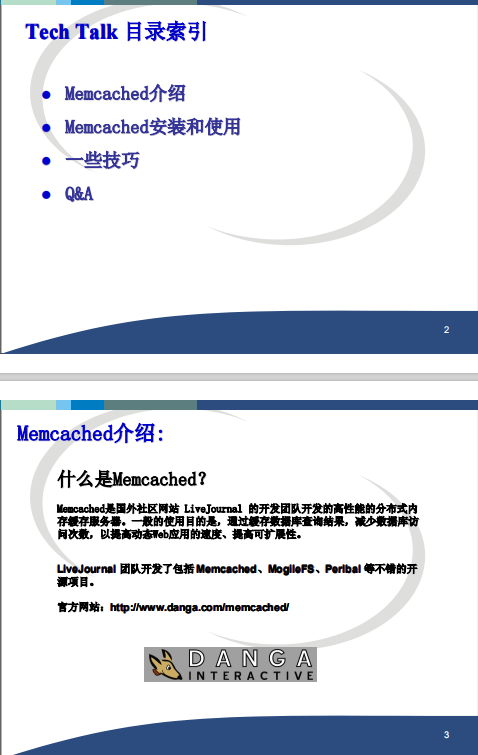 Tech Talk 目录索引
● Memcached介绍
● Memcached安装和使用
● 一些技巧
● Q&A
2
Memcached介绍:
什么是Memcached?
Memcached是国外社区网站 LiveJournal 的开发团队开发的高性能的分布式内
存缓存服务器。一般的使用目的是，通过缓存数据库查询结果，减少数据库访
问次数，以提高动态Web应用的速度、提高可扩展性。
LiveJournal 团队开发了包括 Memcached、MogileFS、Perlbal 等不错的开
源项目。
官方网站：http://www.danga.com/memcached/
DANGA
INTERACTIVE
3